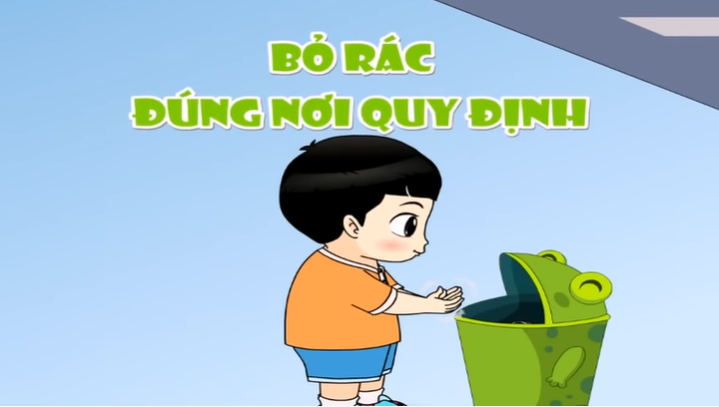 BỎ RÁC
ĐÚNG NƠI QUY ĐỊNH